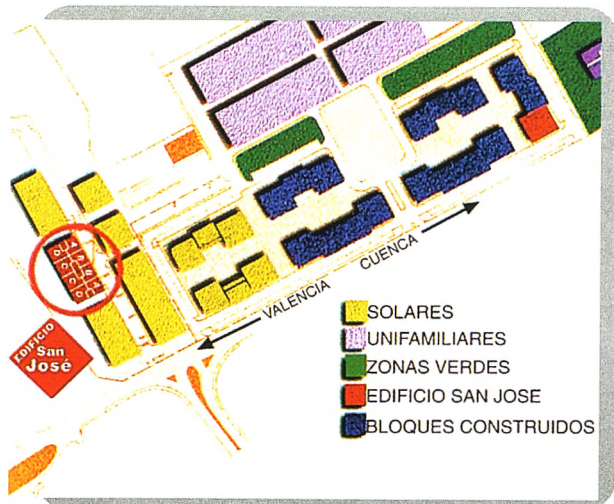 CUENCA
VALENCIA
EDIFICIO
San
José
SOLARES
UNIFAMILIARES
ZONAS VERDES
EDIFICIO SAN JOSE
BLOQUES CONSTRUIDOS